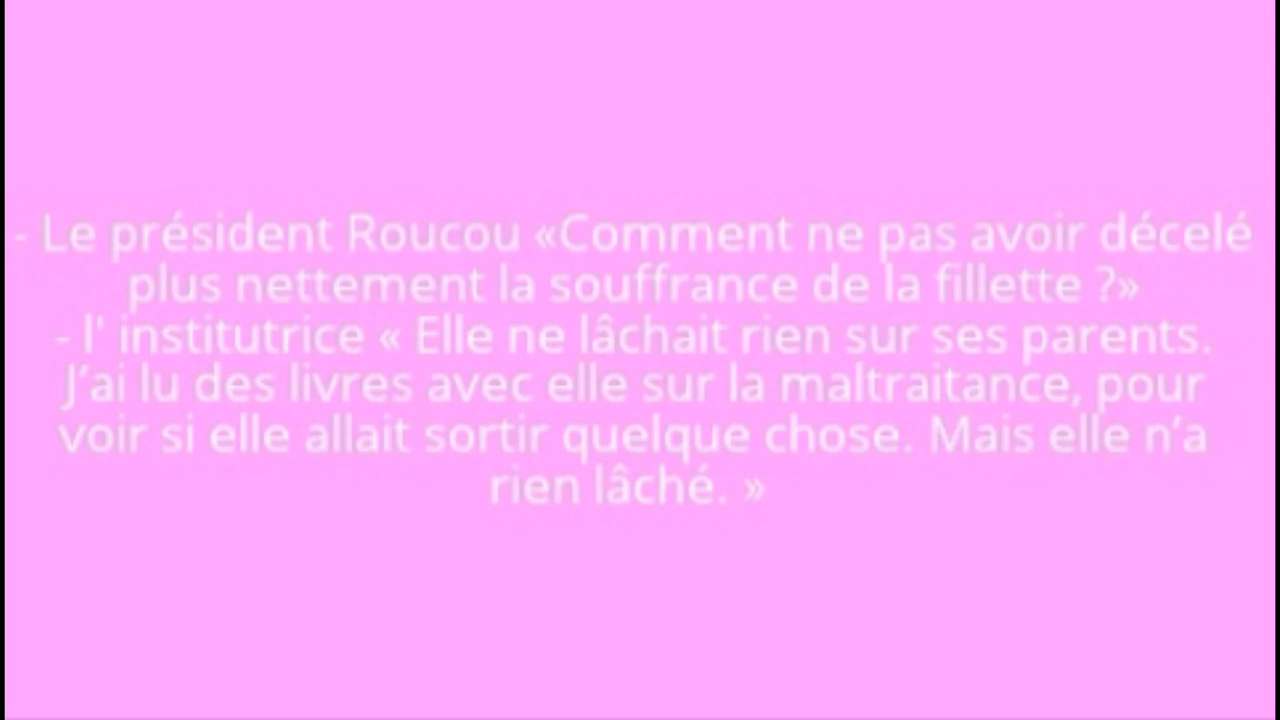 - Le président Roucou «Comment ne pas avoir décelé
plus nettement la souffrance de la fillette ?»
- l' institutrice « Elle ne lâchait rien sur ses parents.
J’ai lu des livres avec elle sur la maltraitance, pour
voir si elle allait sortir quelque chose. Mais elle n’a
rien lâché. »